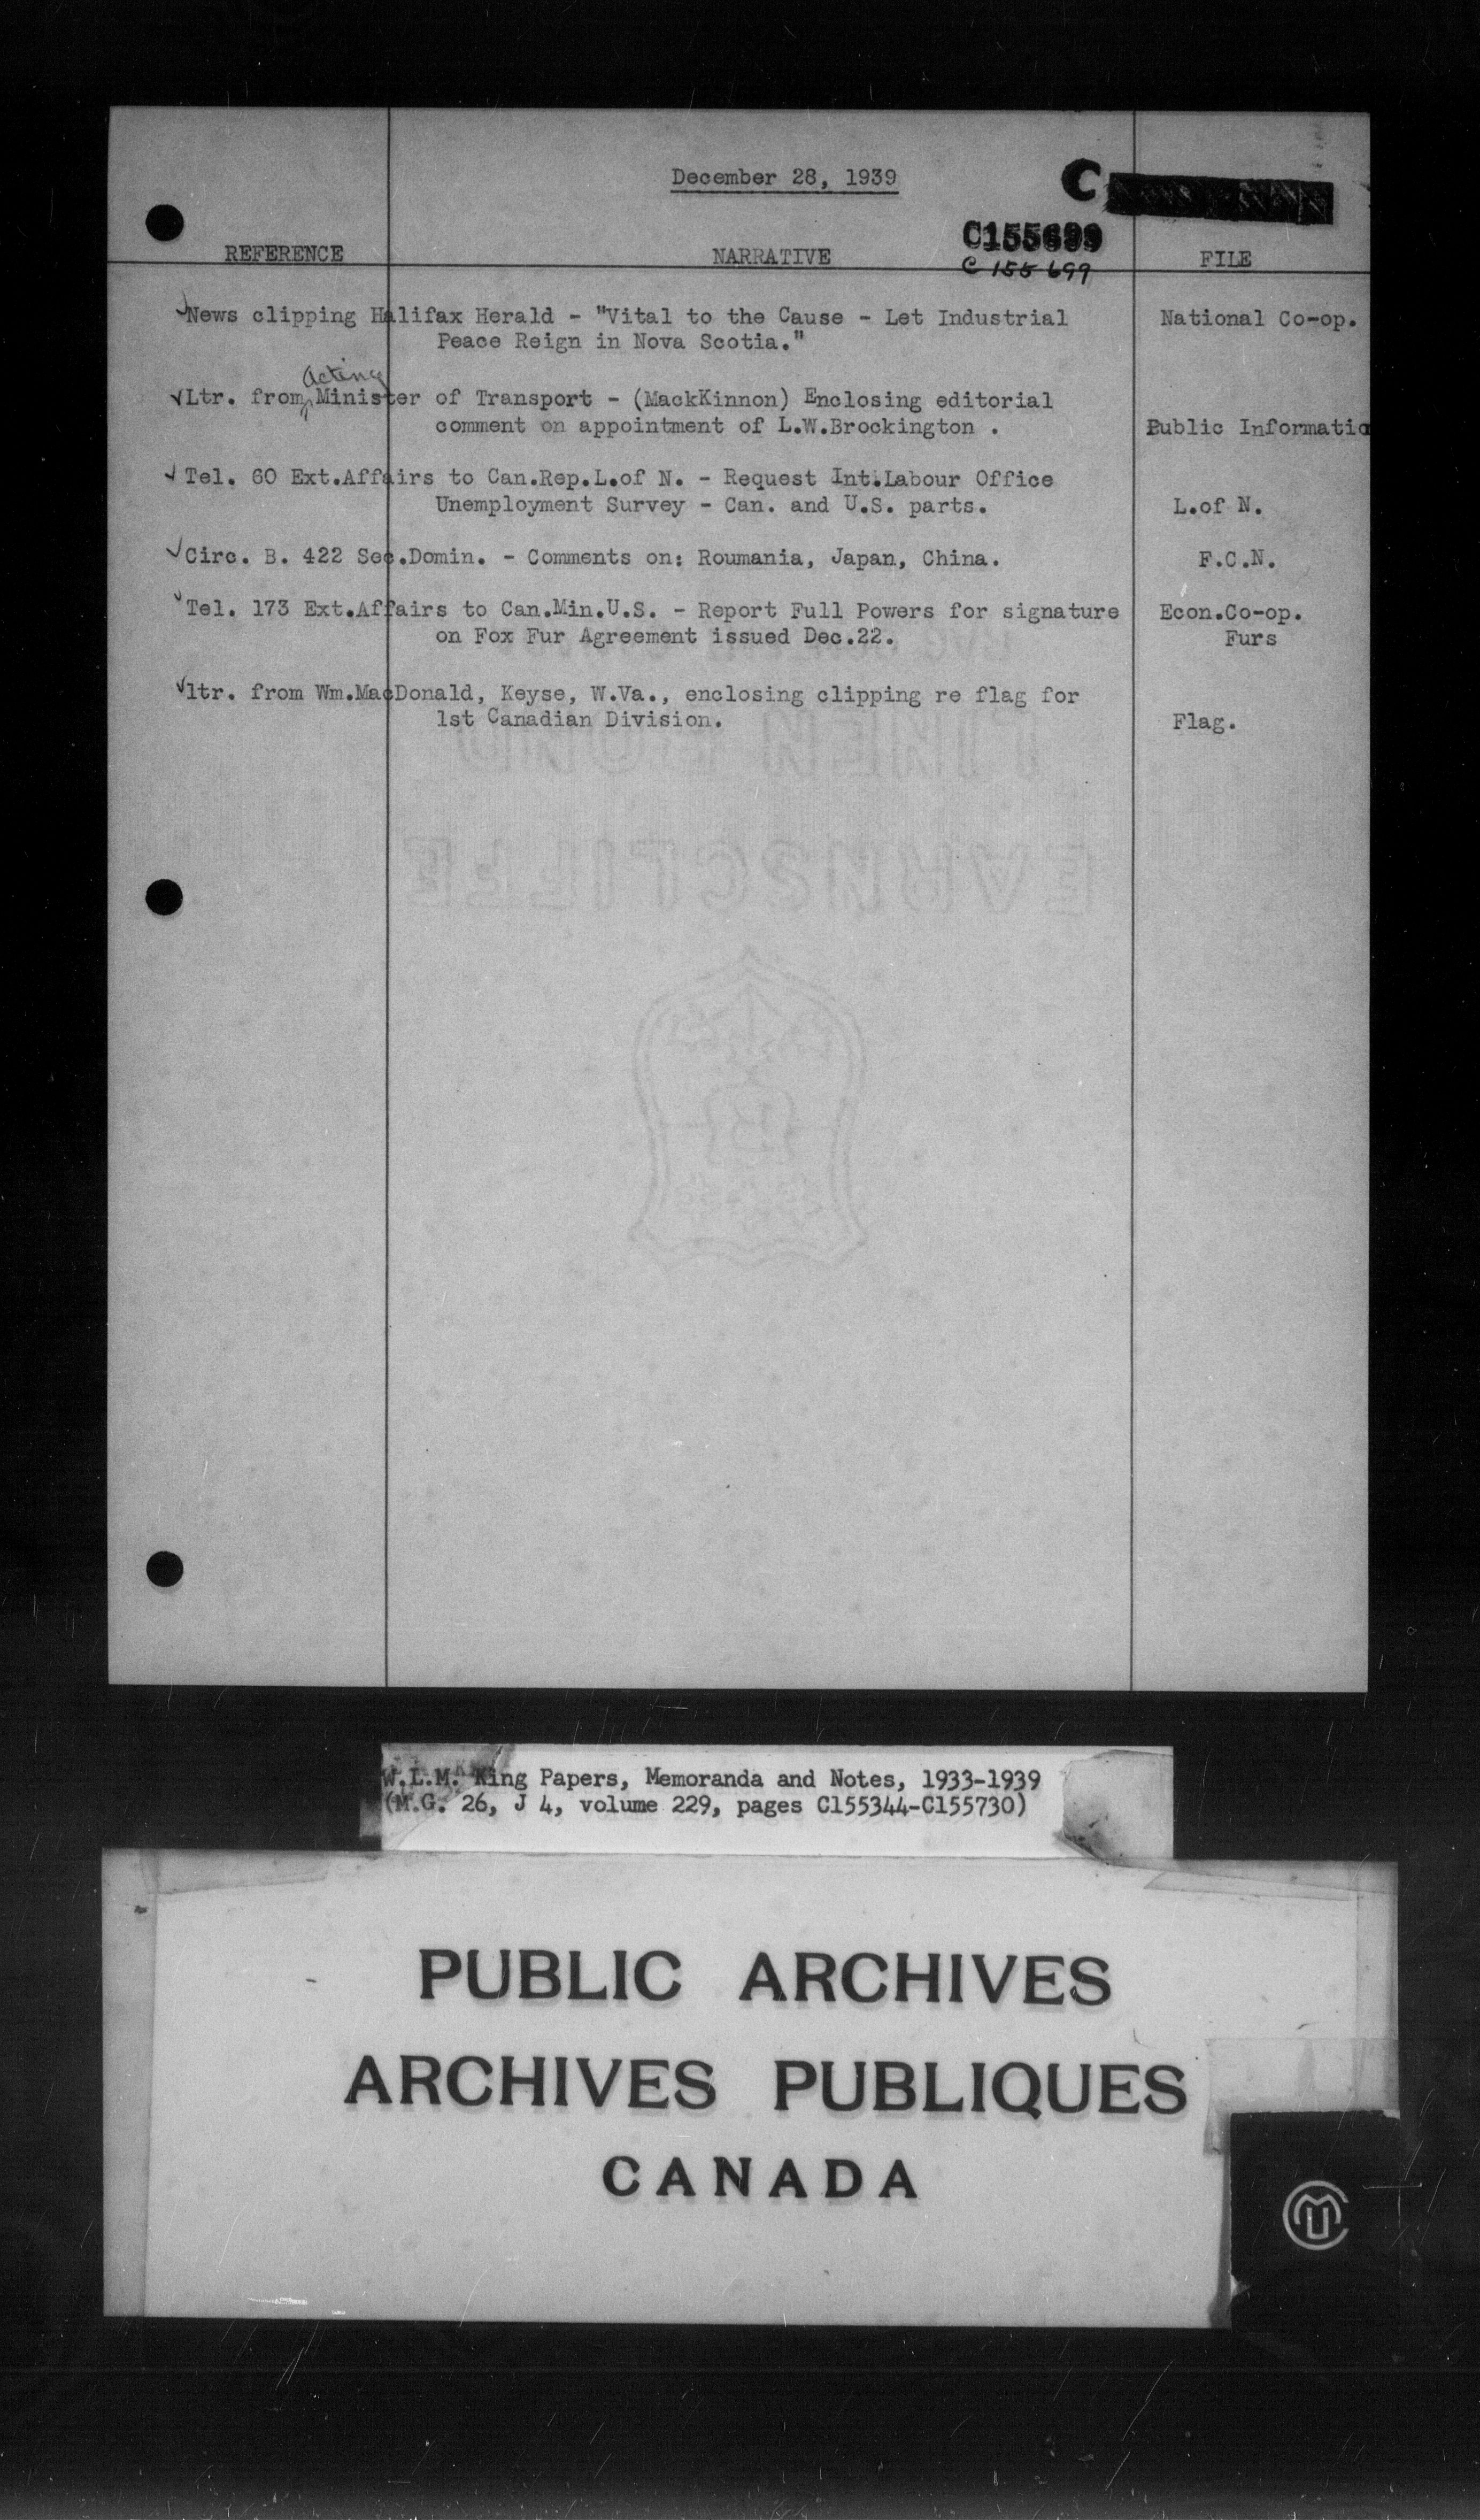 December 28, 1939
C
C155699
C 155 699
REFERENCE NARRATIVE FILE
✓News clipping Halifax Herald - "Vital to the Cause - Let Industrial National Co-op.
Peace Reign in Nova Scotia."
acting
✓Ltr. from Minister of Transport - (MackKinnon) Enclosing editorial
comment on appointment of L.W.Brockington . Public Informatio
✓Tel. 60 Ext.Affairs to Can.Rep.L.of N. - Request Int.Labour Office
Unemployment Survey - Can. and U.S. parts. L.of N.
✓Circ. B. 422 Sec.Domin. - Comments on: Roumania, Japan, China. F.C.N.
✓Tel. 173 Ext.Affairs to Can.Min.U.S. - Report Full Powers for signature Econ.Co-op.
on Fox Fur Agreement issued Dec.22. Furs
✓ltr. from Wm.MacDonald, Keyse, W.Va., enclosing clipping re flag for
1st Canadian Division. Flag.
LINEN BOND
EARNSCLIFFE
W.L.M. King Papers, Memoranda and Notes, 1933-1939
(M.G. 26, J 4, volume 229, pages C155344-C155730)
PUBLIC ARCHIVES
ARCHIVES PUBLIQUES
CANADA